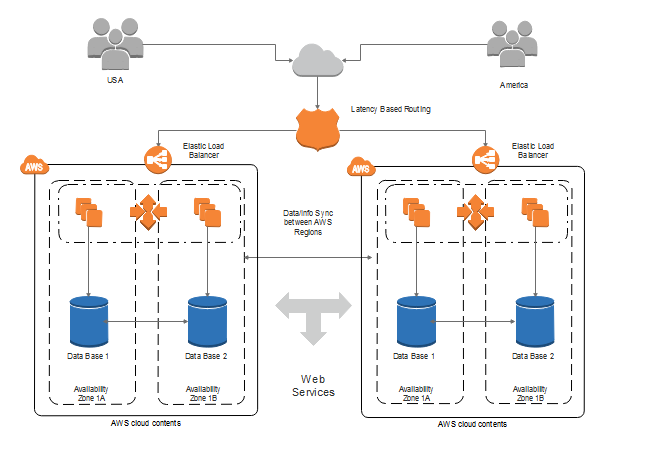 USA
America
Latency Based Routing
Elastic Load
Balancer
Elastic Load
Balancer
AWS
AWS
Data/Info Sync
between AWS
Regions
Data Base 1
Data Base 2
Data Base 1
Data Base 2
Web
Services
Availability
Zone 1A
Availability
Zone 1B
Availability
Zone 1A
Availability
Zone 1B
AWS cloud contents
AWS cloud contents